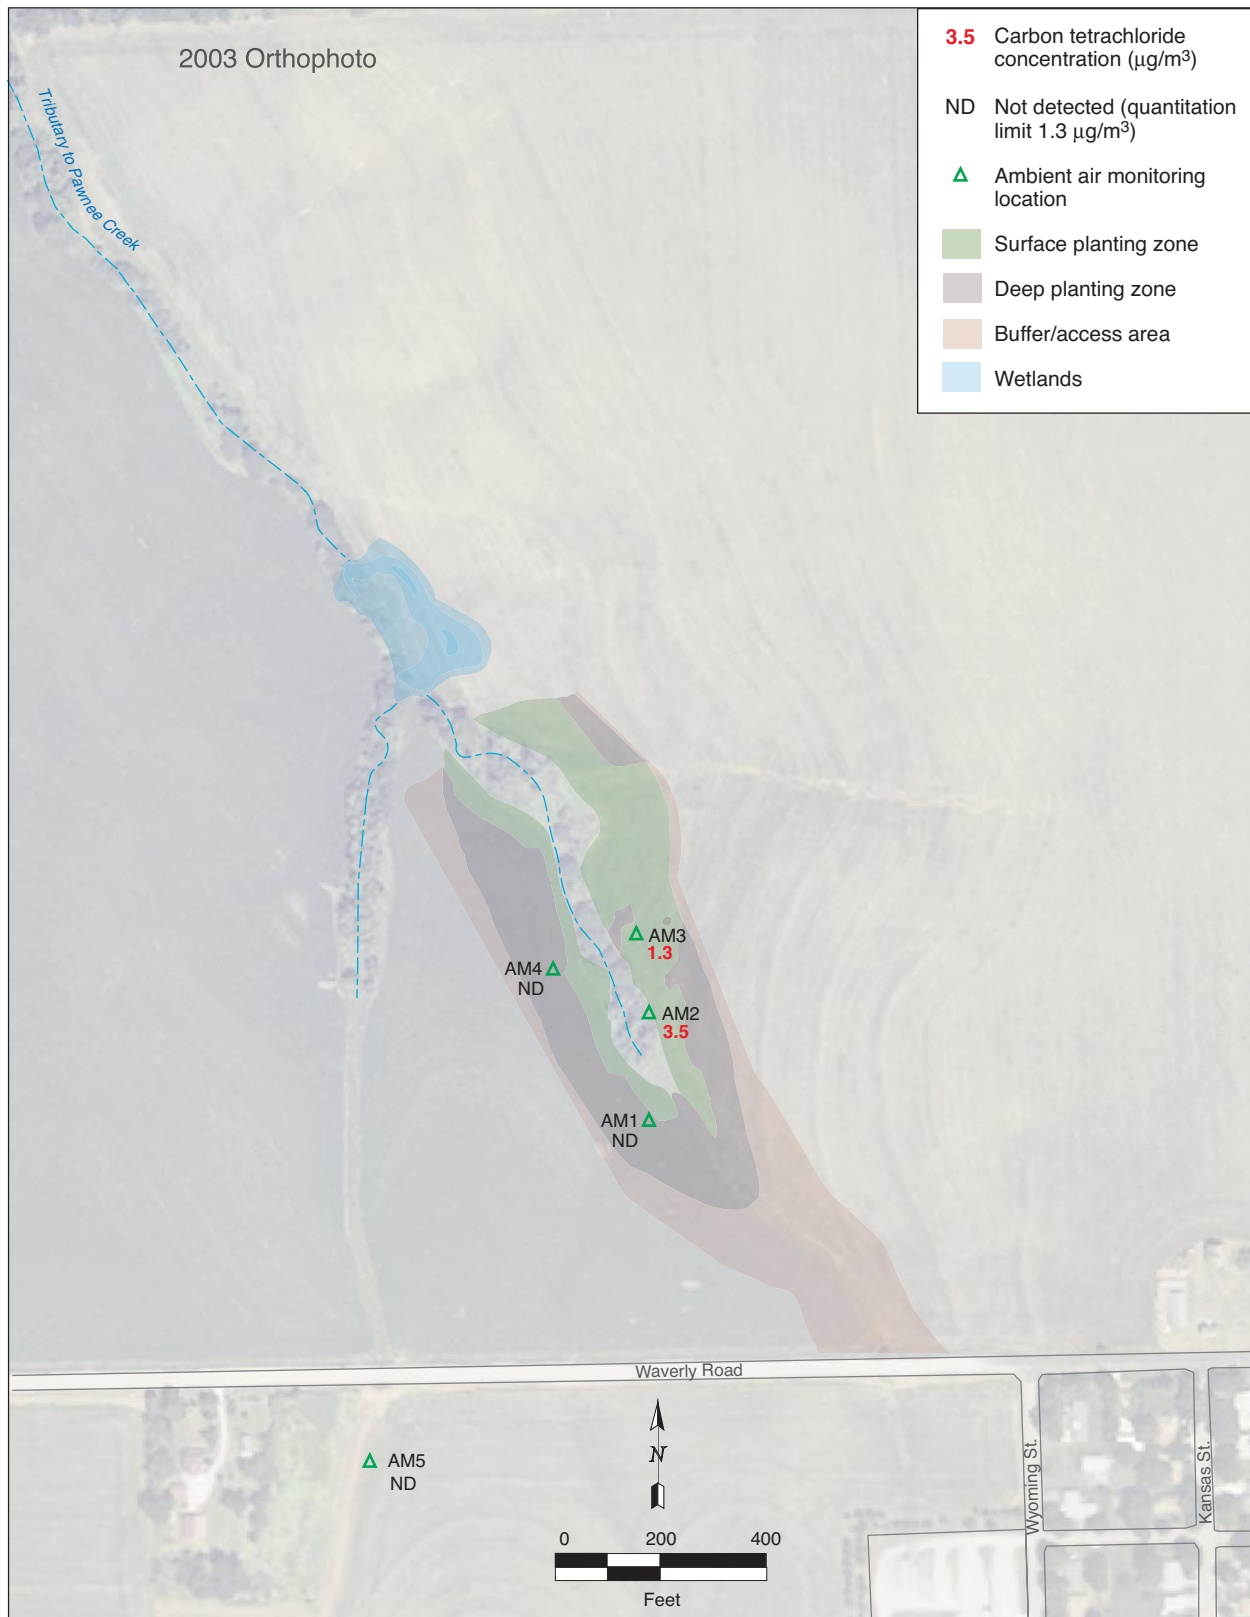 2003 Orthophoto
3.5 Carbon tetrachloride
concentration (µg/m³)
ND Not detected (quantitation
limit 1.3 µg/m³)
Ambient air monitoring
location
Surface planting zone
Deep planting zone
Buffer/access area
Wetlands
Tributary to Pawnee Creek
AM3
1.3
AM4
ND
AM2
3.5
AM1
ND
Waverly Road
AM5
ND
N
Wyoming St.
Kansas St.
0 200 400
Feet